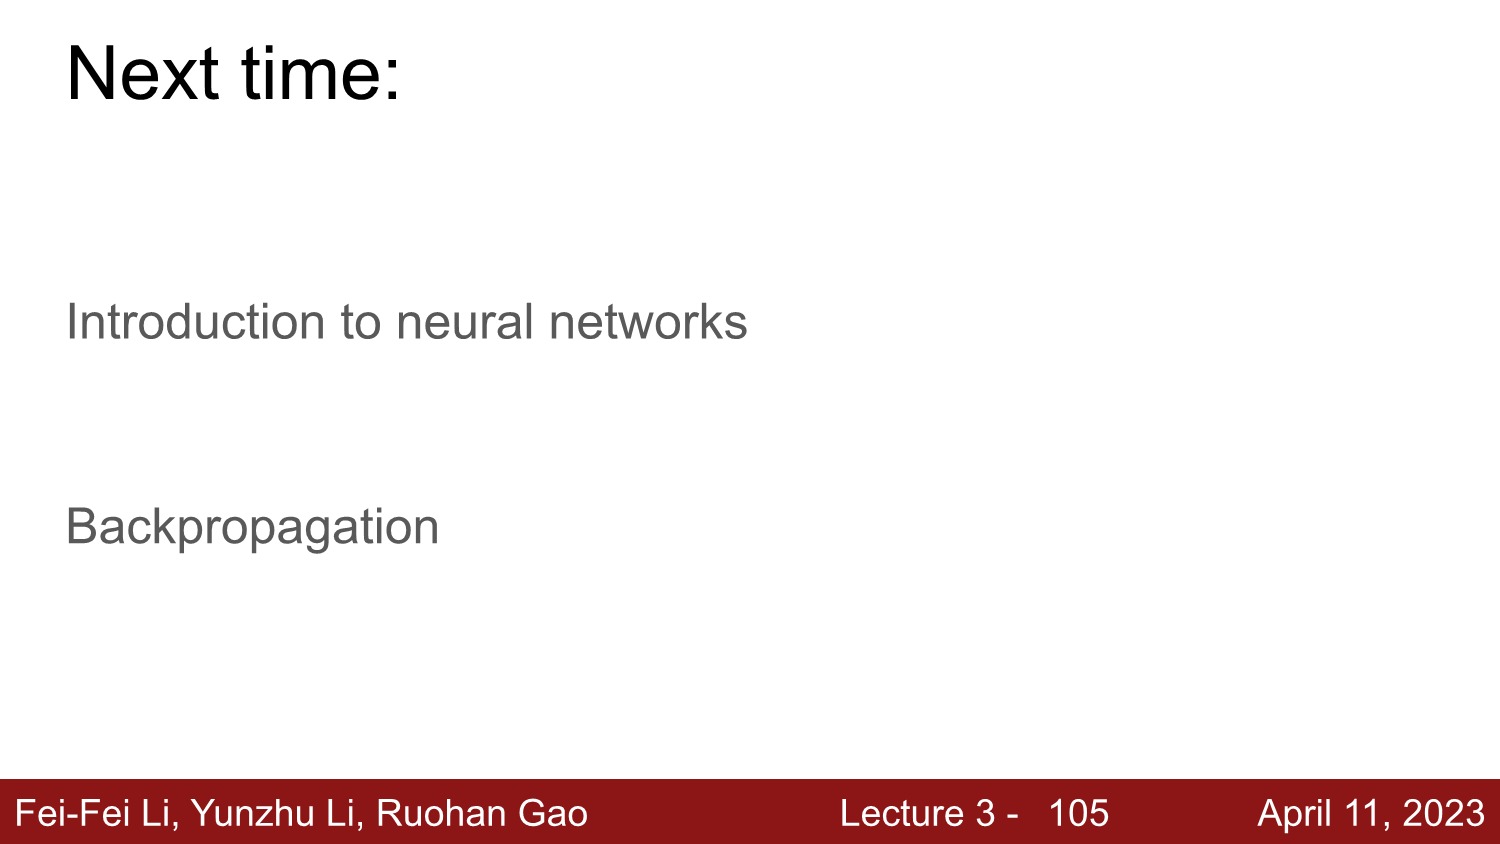 Next time:
Introduction to neural networks
Backpropagation
Fei-Fei Li, Yunzhu Li, Ruohan Gao Lecture 3 - 105 April 11, 2023